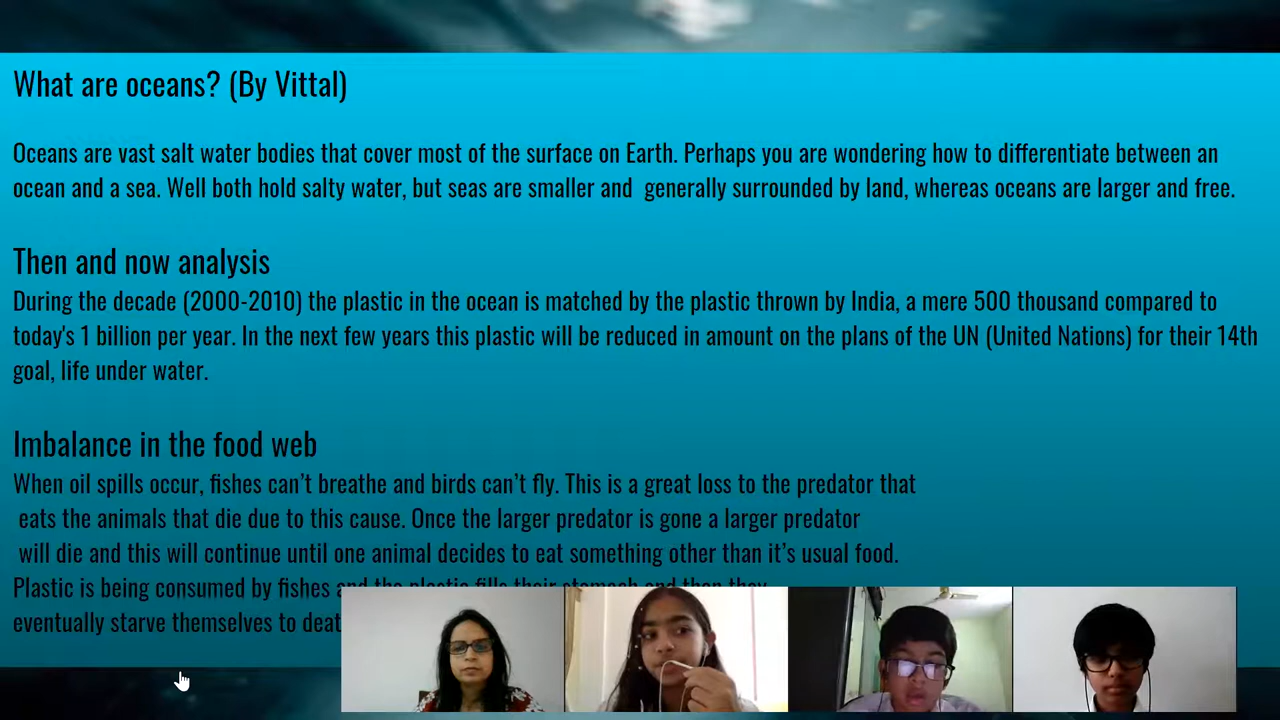 What are oceans? (By Vittal)
Oceans are vast salt water bodies that cover most of the surface on Earth. Perhaps you are wondering how to differentiate between an
ocean and a sea. Well both hold salty water, but seas are smaller and generally surrounded by land, whereas oceans are larger and free.
Then and now analysis
During the decade (2000-2010) the plastic in the ocean is matched by the plastic thrown by India, a mere 500 thousand compared to
today's 1 billion per year. In the next few years this plastic will be reduced in amount on the plans of the UN (United Nations) for their 14th
goal, life under water.
Imbalance in the food web
When oil spills occur, fishes can’t breathe and birds can’t fly. This is a great loss to the predator that
eats the animals that die due to this cause. Once the larger predator is gone a larger predator
will die and this will continue until one animal decides to eat something other than it’s usual food.
Plastic is being consumed by fishes and the plastic fills their stomach and then they
eventually starve themselves to